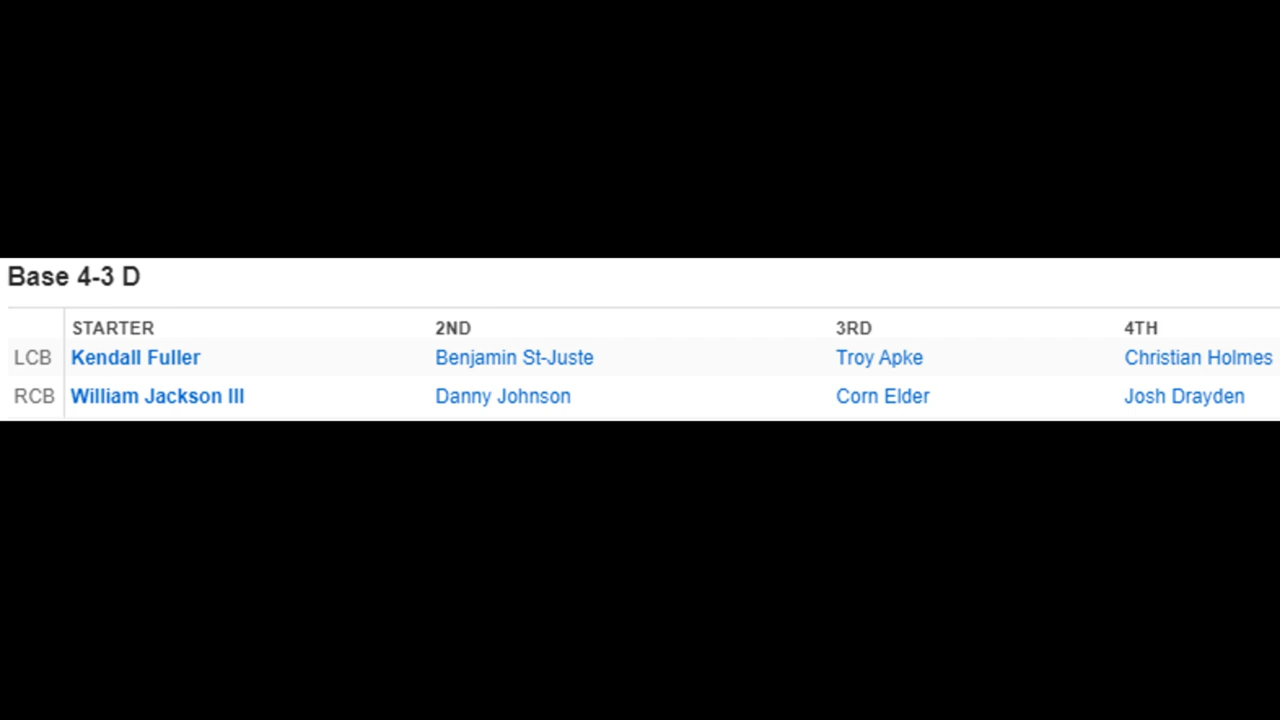 Base 4-3 D
STARTER 2ND 3RD 4TH
LCB Kendall Fuller Benjamin St-Juste Troy Apke Christian Holmes
RCB William Jackson III Danny Johnson Corn Elder Josh Drayden